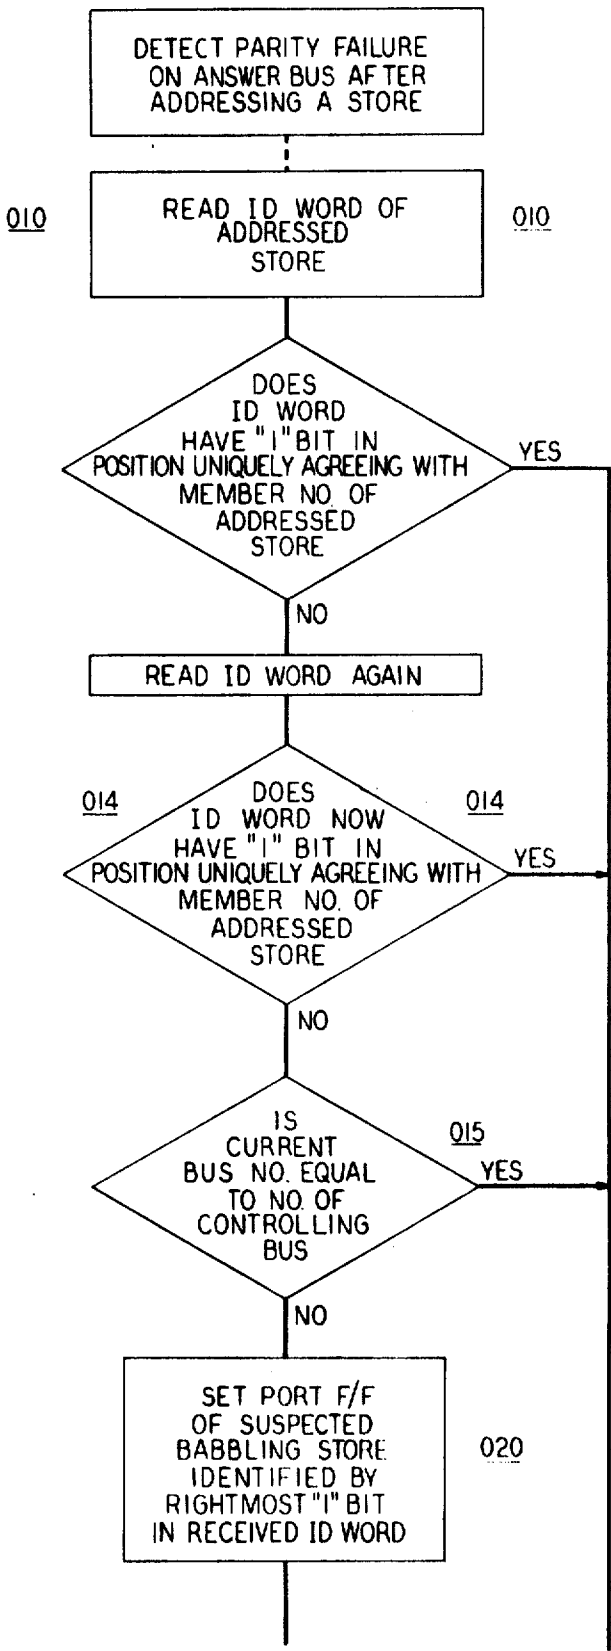 DETECT PARITY FAILURE
ON ANSWER BUS AFTER
ADDRESSING A STORE
010
READ ID WORD OF
ADDRESSED
STORE
010
DOES
ID WORD
HAVE "1" BIT IN
POSITION UNIQUELY AGREEING WITH
MEMBER NO. OF
ADDRESSED
STORE
YES
NO
READ ID WORD AGAIN
014
DOES
ID WORD NOW
HAVE "1" BIT IN
POSITION UNIQUELY AGREEING WITH
MEMBER NO. OF
ADDRESSED
STORE
014
YES
NO
IS
CURRENT
BUS NO. EQUAL
TO NO. OF
CONTROLLING
BUS
015
YES
NO
SET PORT F/F
OF SUSPECTED
BABBLING STORE
IDENTIFIED BY
RIGHTMOST "1" BIT
IN RECEIVED ID WORD
020